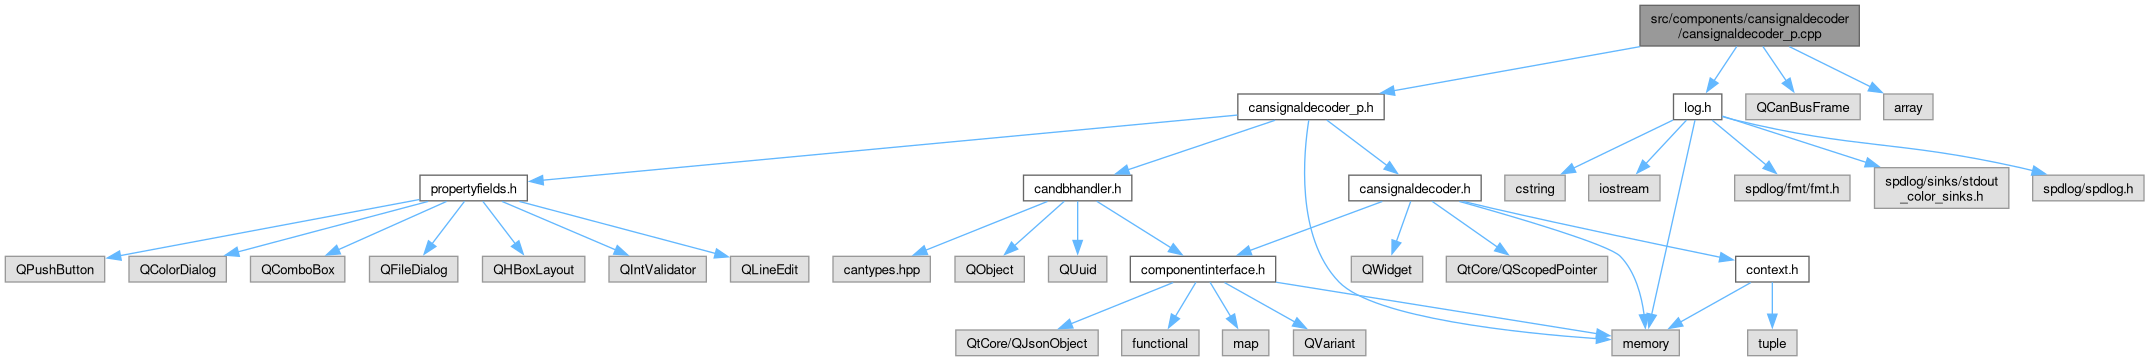 src/components/cansignaldecoder
/cansignaldecoder_p.cpp
cansignaldecoder_p.h
log.h
QCanBusFrame
array
propertyfields.h
candbhandler.h
cansignaldecoder.h
cstring
iostream
spdlog/fmt/fmt.h
spdlog/sinks/stdout
_color_sinks.h
spdlog/spdlog.h
QPushButton
QColorDialog
QComboBox
QFileDialog
QHBoxLayout
QIntValidator
QLineEdit
cantypes.hpp
QObject
QUuid
componentinterface.h
QWidget
QtCore/QScopedPointer
context.h
QtCore/QJsonObject
functional
map
QVariant
memory
tuple